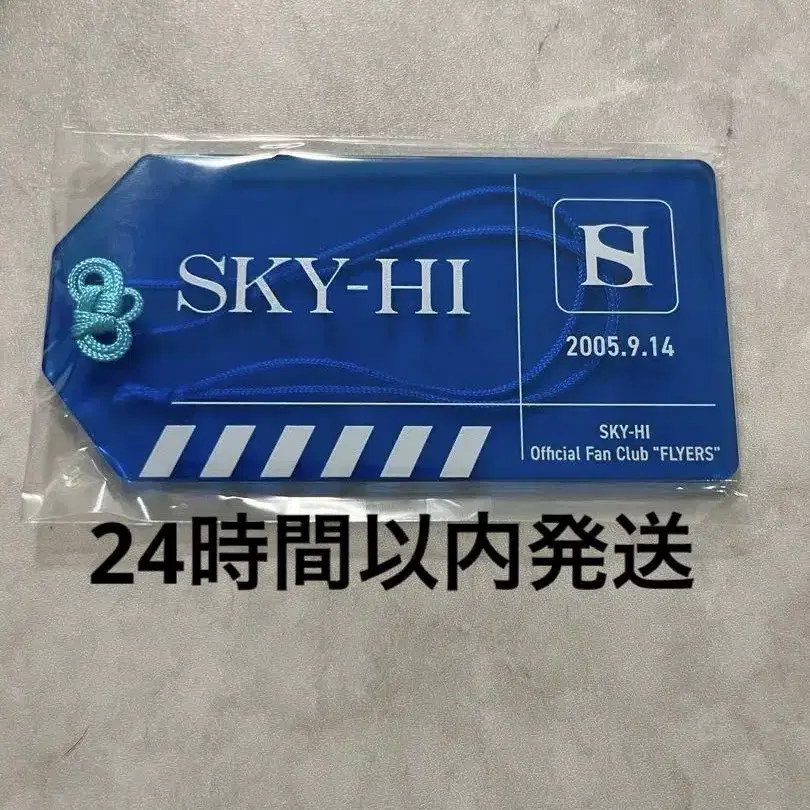 SKY-HI
H
2005.9.14
SKY-HI
Official Fan Club "FLYERS"
24時間以内発送